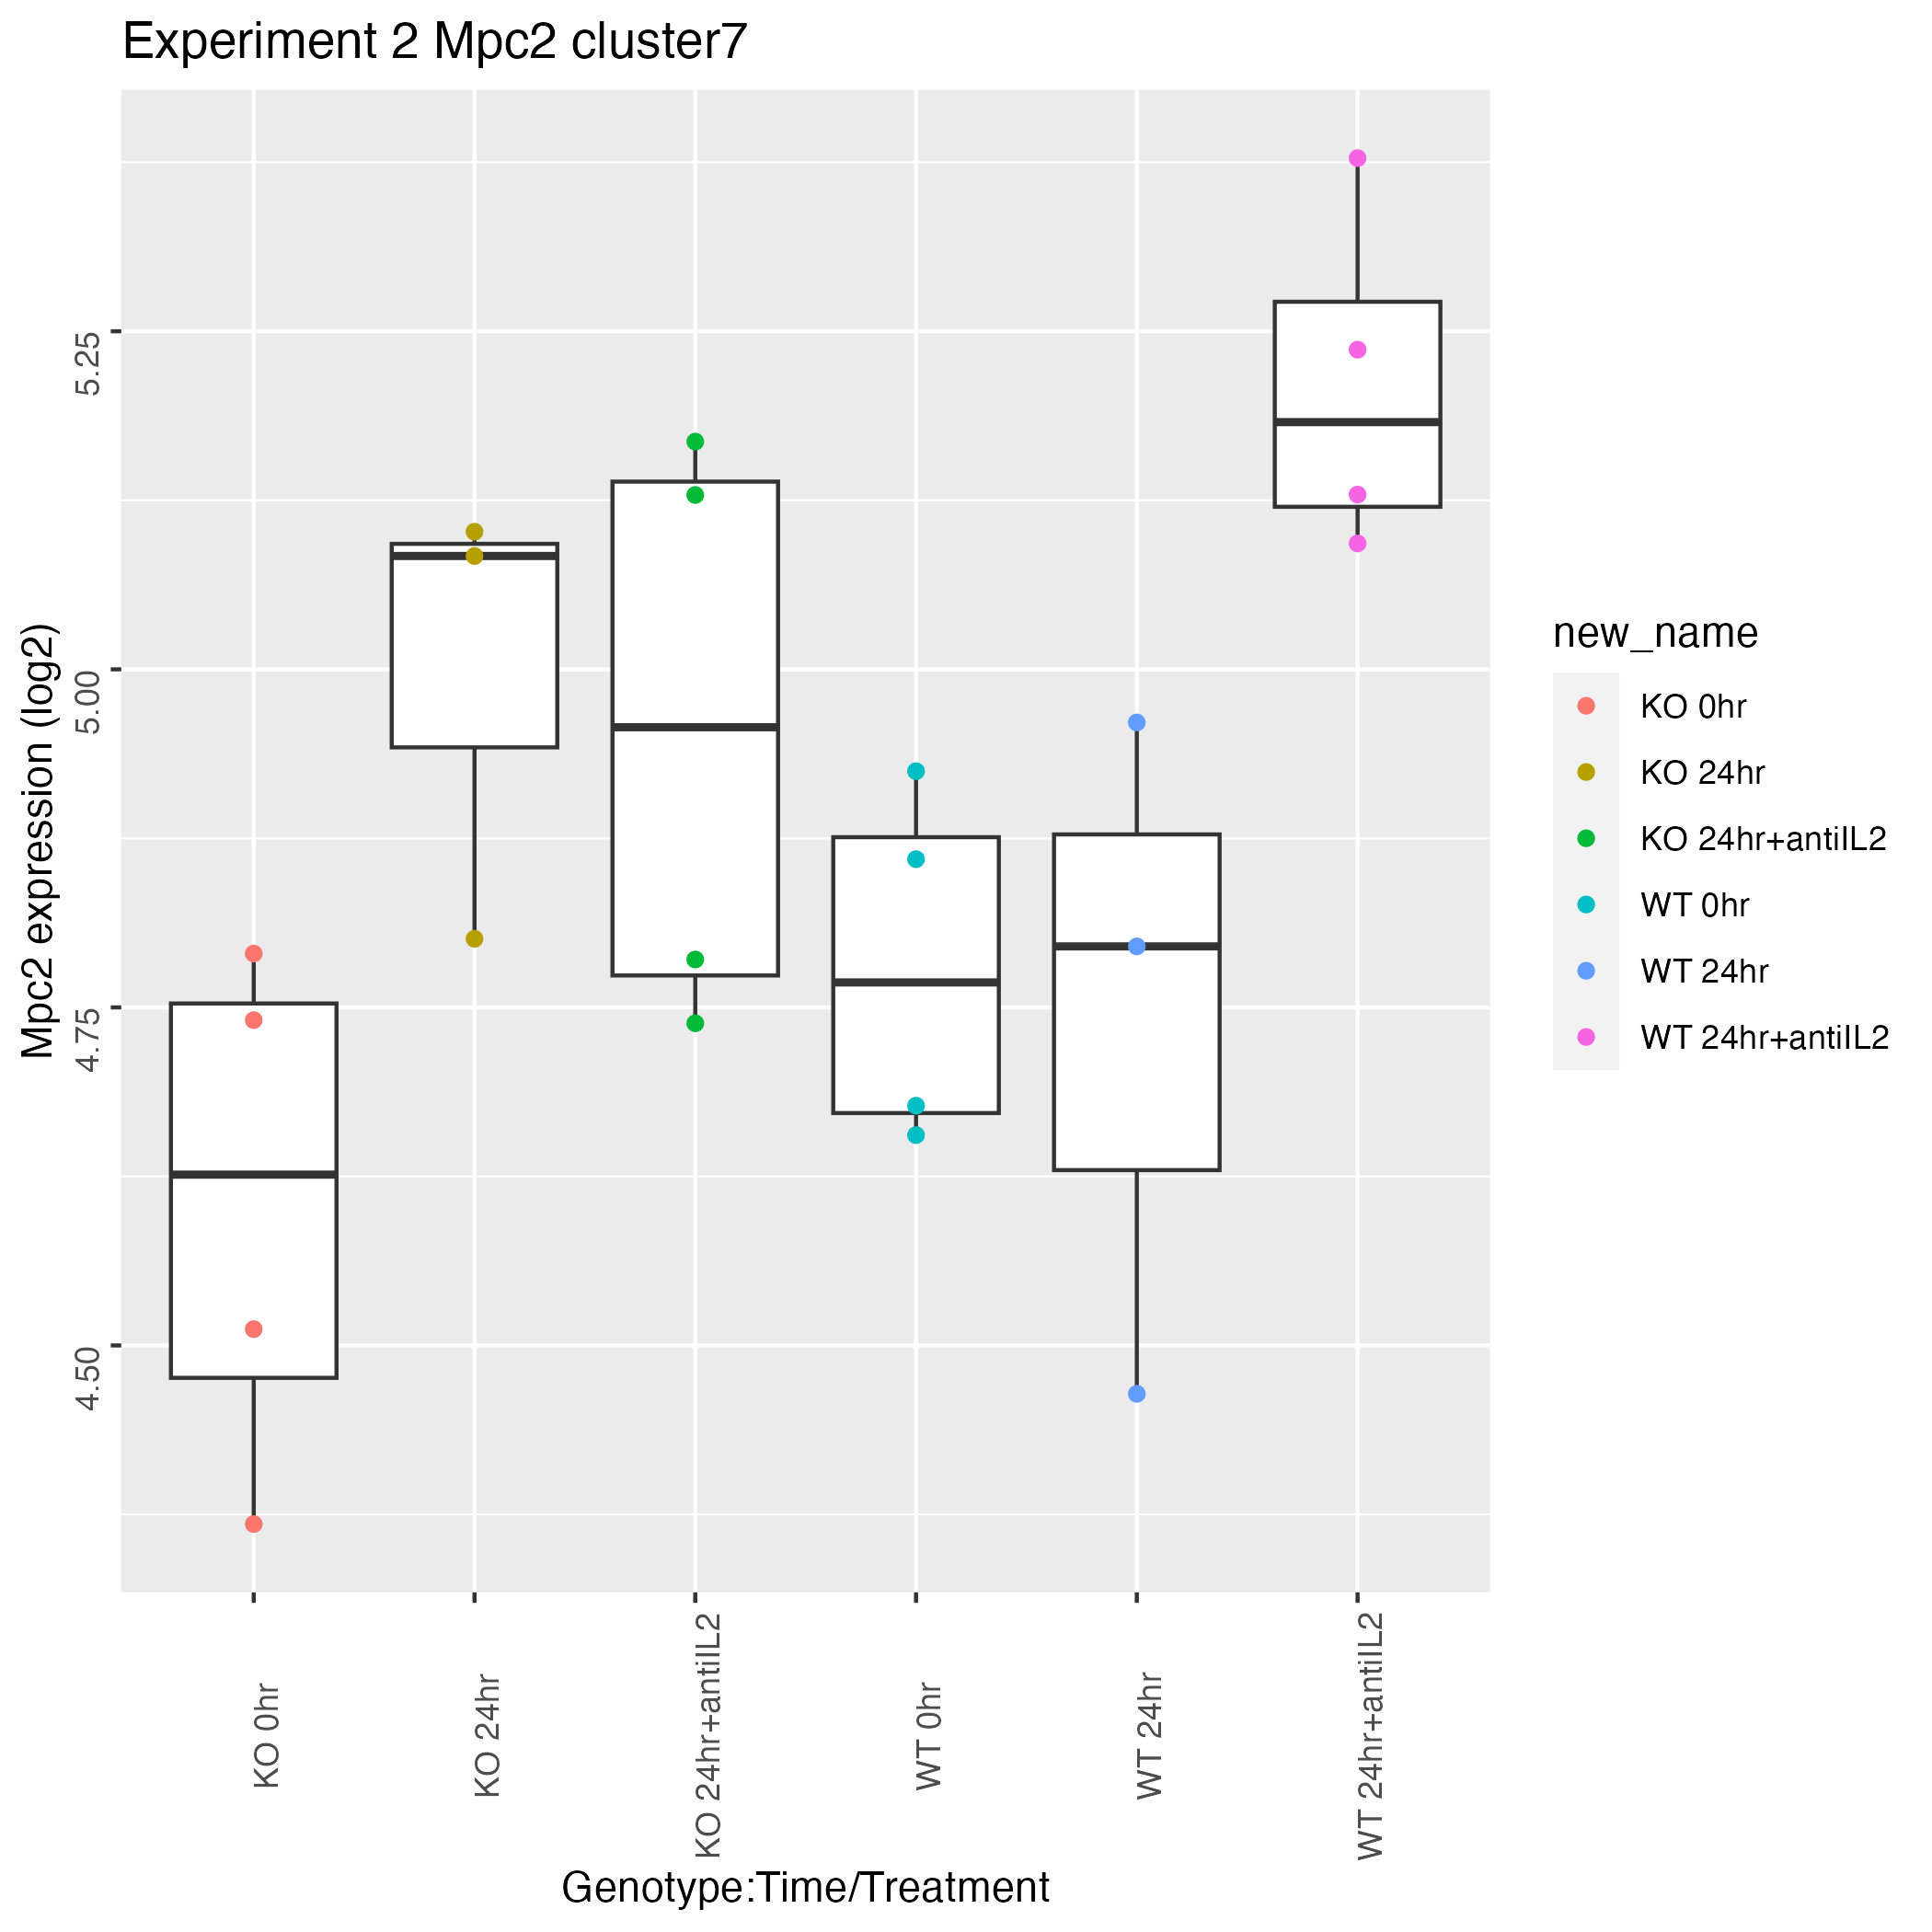 Experiment 2 Mpc2 cluster7
Mpc2 expression (log2)
5.25
5.00
4.75
4.50
KO 0hr
KO 24hr
KO 24hr+antiIL2
WT 0hr
WT 24hr
WT 24hr+antiIL2
Genotype:Time/Treatment
new_name
KO 0hr
KO 24hr
KO 24hr+antiIL2
WT 0hr
WT 24hr
WT 24hr+antiIL2